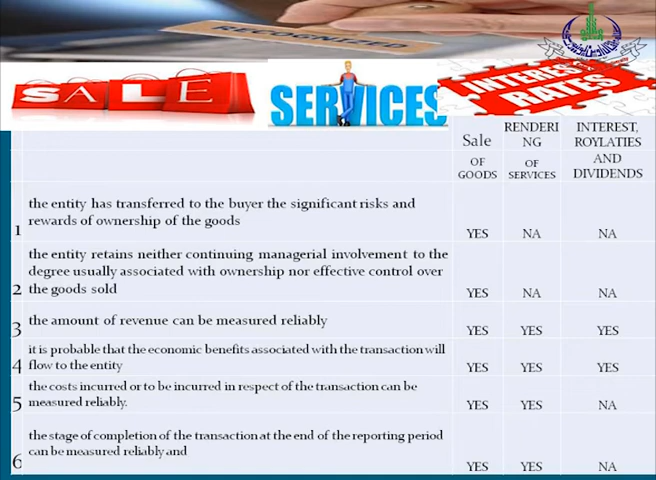 RECOGNIZED
SALE
SERVICES
INTEREST
RATES
Sale
OF
GOODS
RENDERI
NG
OF
SERVICES
INTEREST,
ROYLATIES
AND
DIVIDENDS
1 the entity has transferred to the buyer the significant risks and
rewards of ownership of the goods
YES NA NA
2 the entity retains neither continuing managerial involvement to the
degree usually associated with ownership nor effective control over
the goods sold
YES NA NA
3 the amount of revenue can be measured reliably
YES YES YES
4 it is probable that the economic benefits associated with the transaction will
flow to the entity
YES YES YES
5 the costs incurred or to be incurred in respect of the transaction can be
measured reliably.
YES YES NA
6 the stage of completion of the transaction at the end of the reporting period
can be measured reliably and
YES YES NA